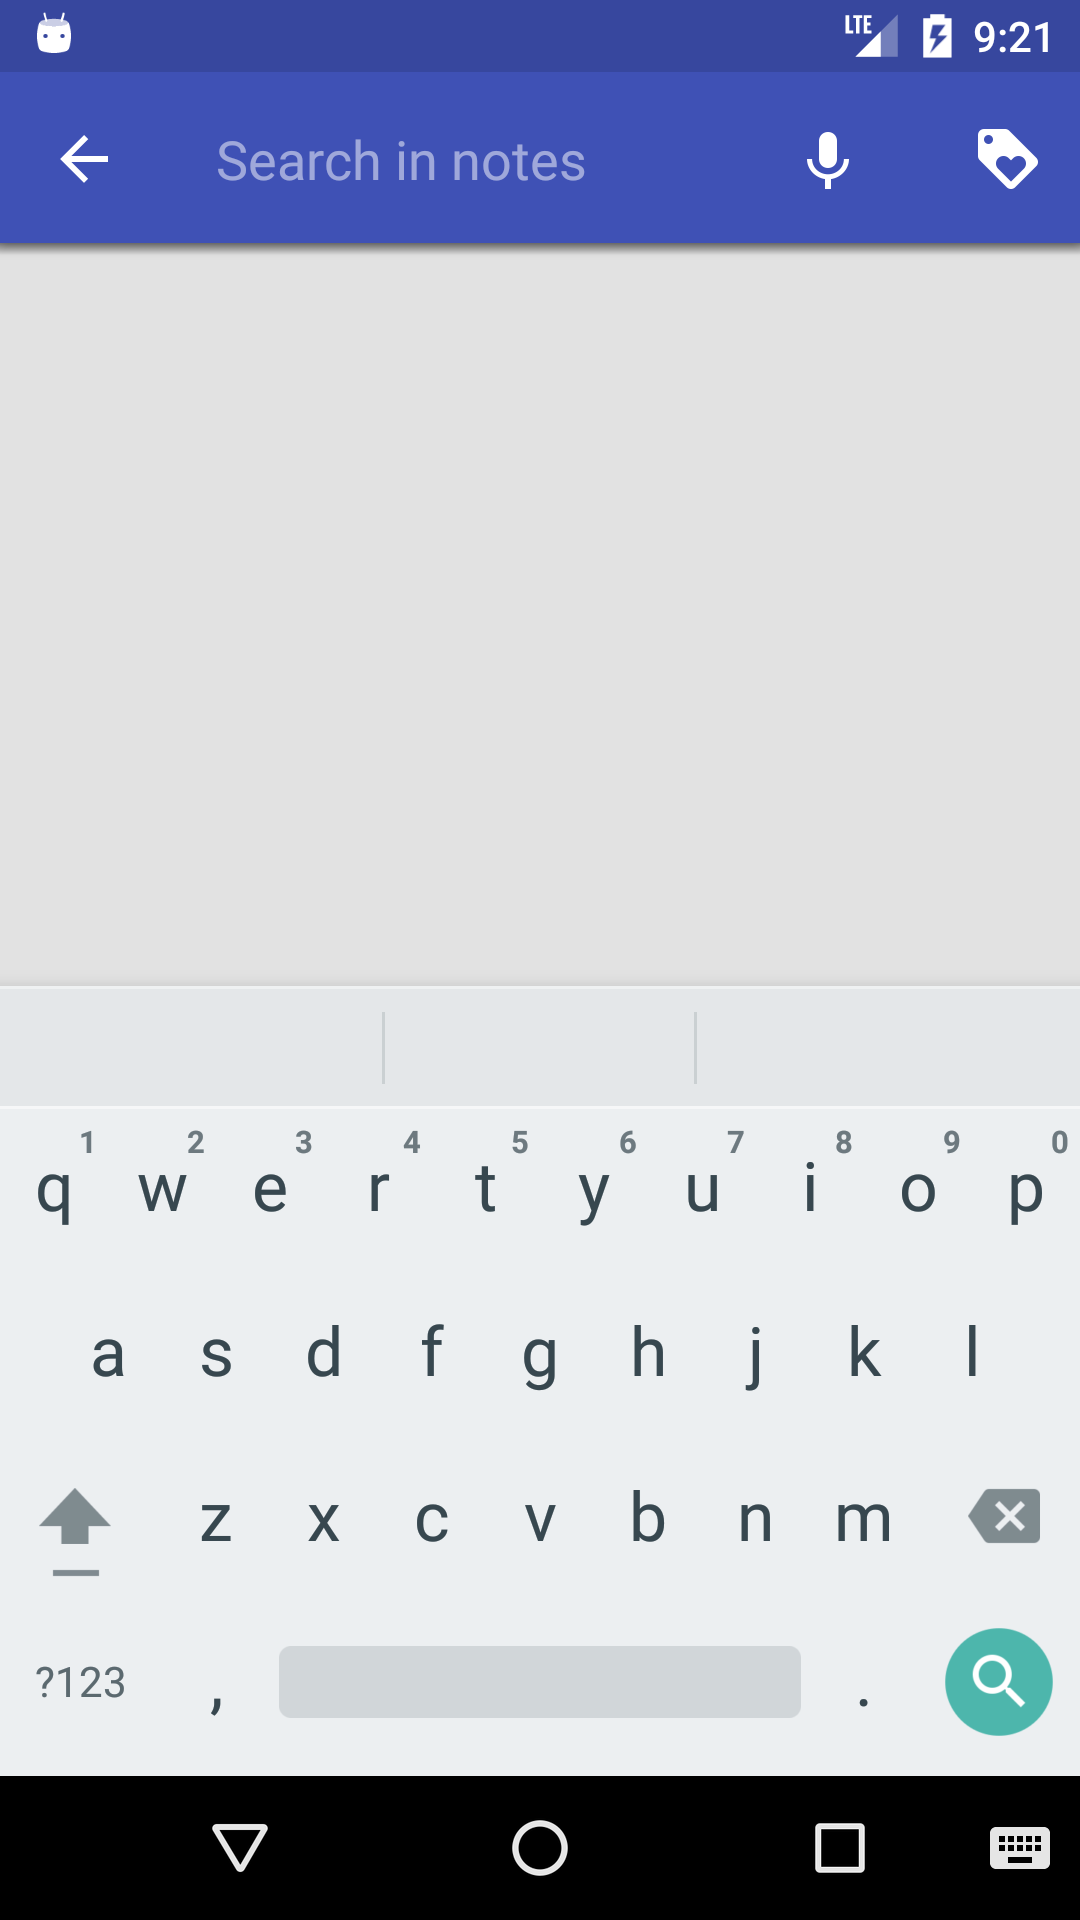 LTE 9:21
Search in notes
1 2 3 4 5 6 7 8 9 0
q w e r t y u i o p
a s d f g h j k l
z x c v b n m
?123 , .